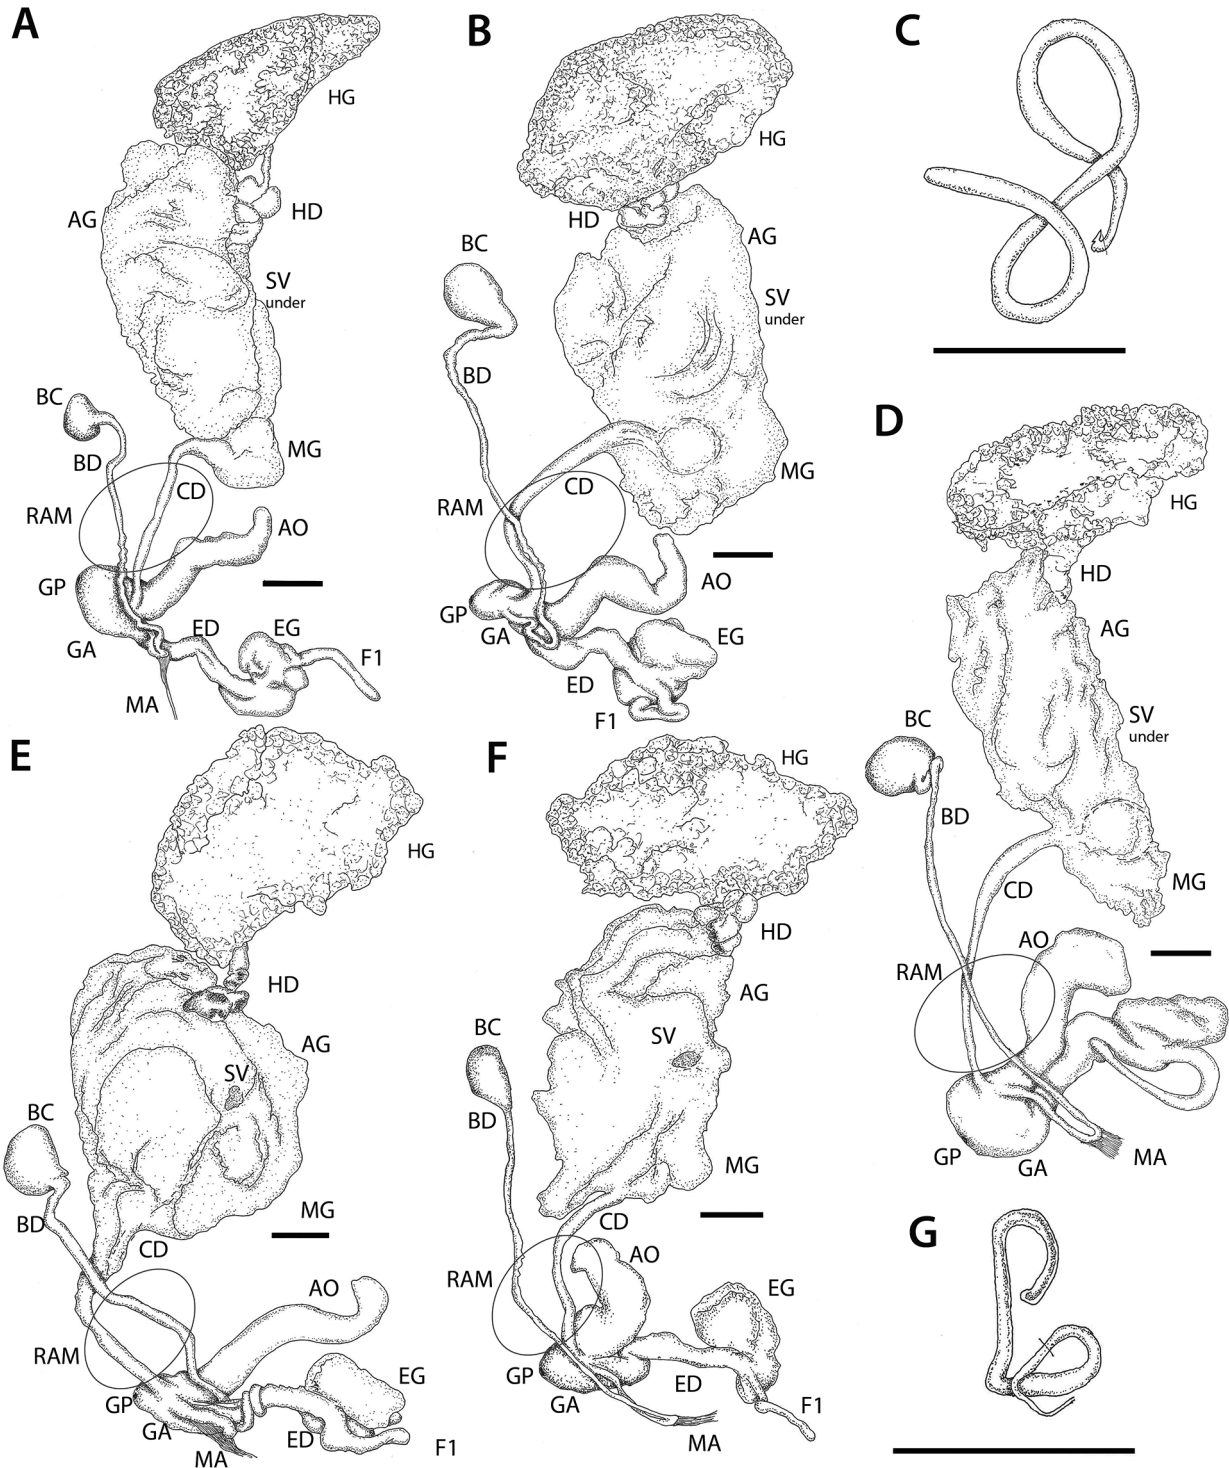 A
HG
AG
HD
SV
under
BC
BD
MG
CD
RAM
AO
GP
GA
ED
EG
F1
MA
B
HG
HD
AG
BC
SV
under
BD
MG
CD
RAM
AO
GP
GA
EG
ED
F1
C
D
HG
HD
AG
SV
under
BC
BD
CD
MG
AO
RAM
GP
GA
MA
E
HG
HD
AG
SV
BC
BD
MG
CD
AO
RAM
GP
EG
GA
ED
MA
F1
F
HG
HD
AG
SV
BC
BD
MG
CD
AO
RAM
EG
GP
ED
GA
F1
MA
G